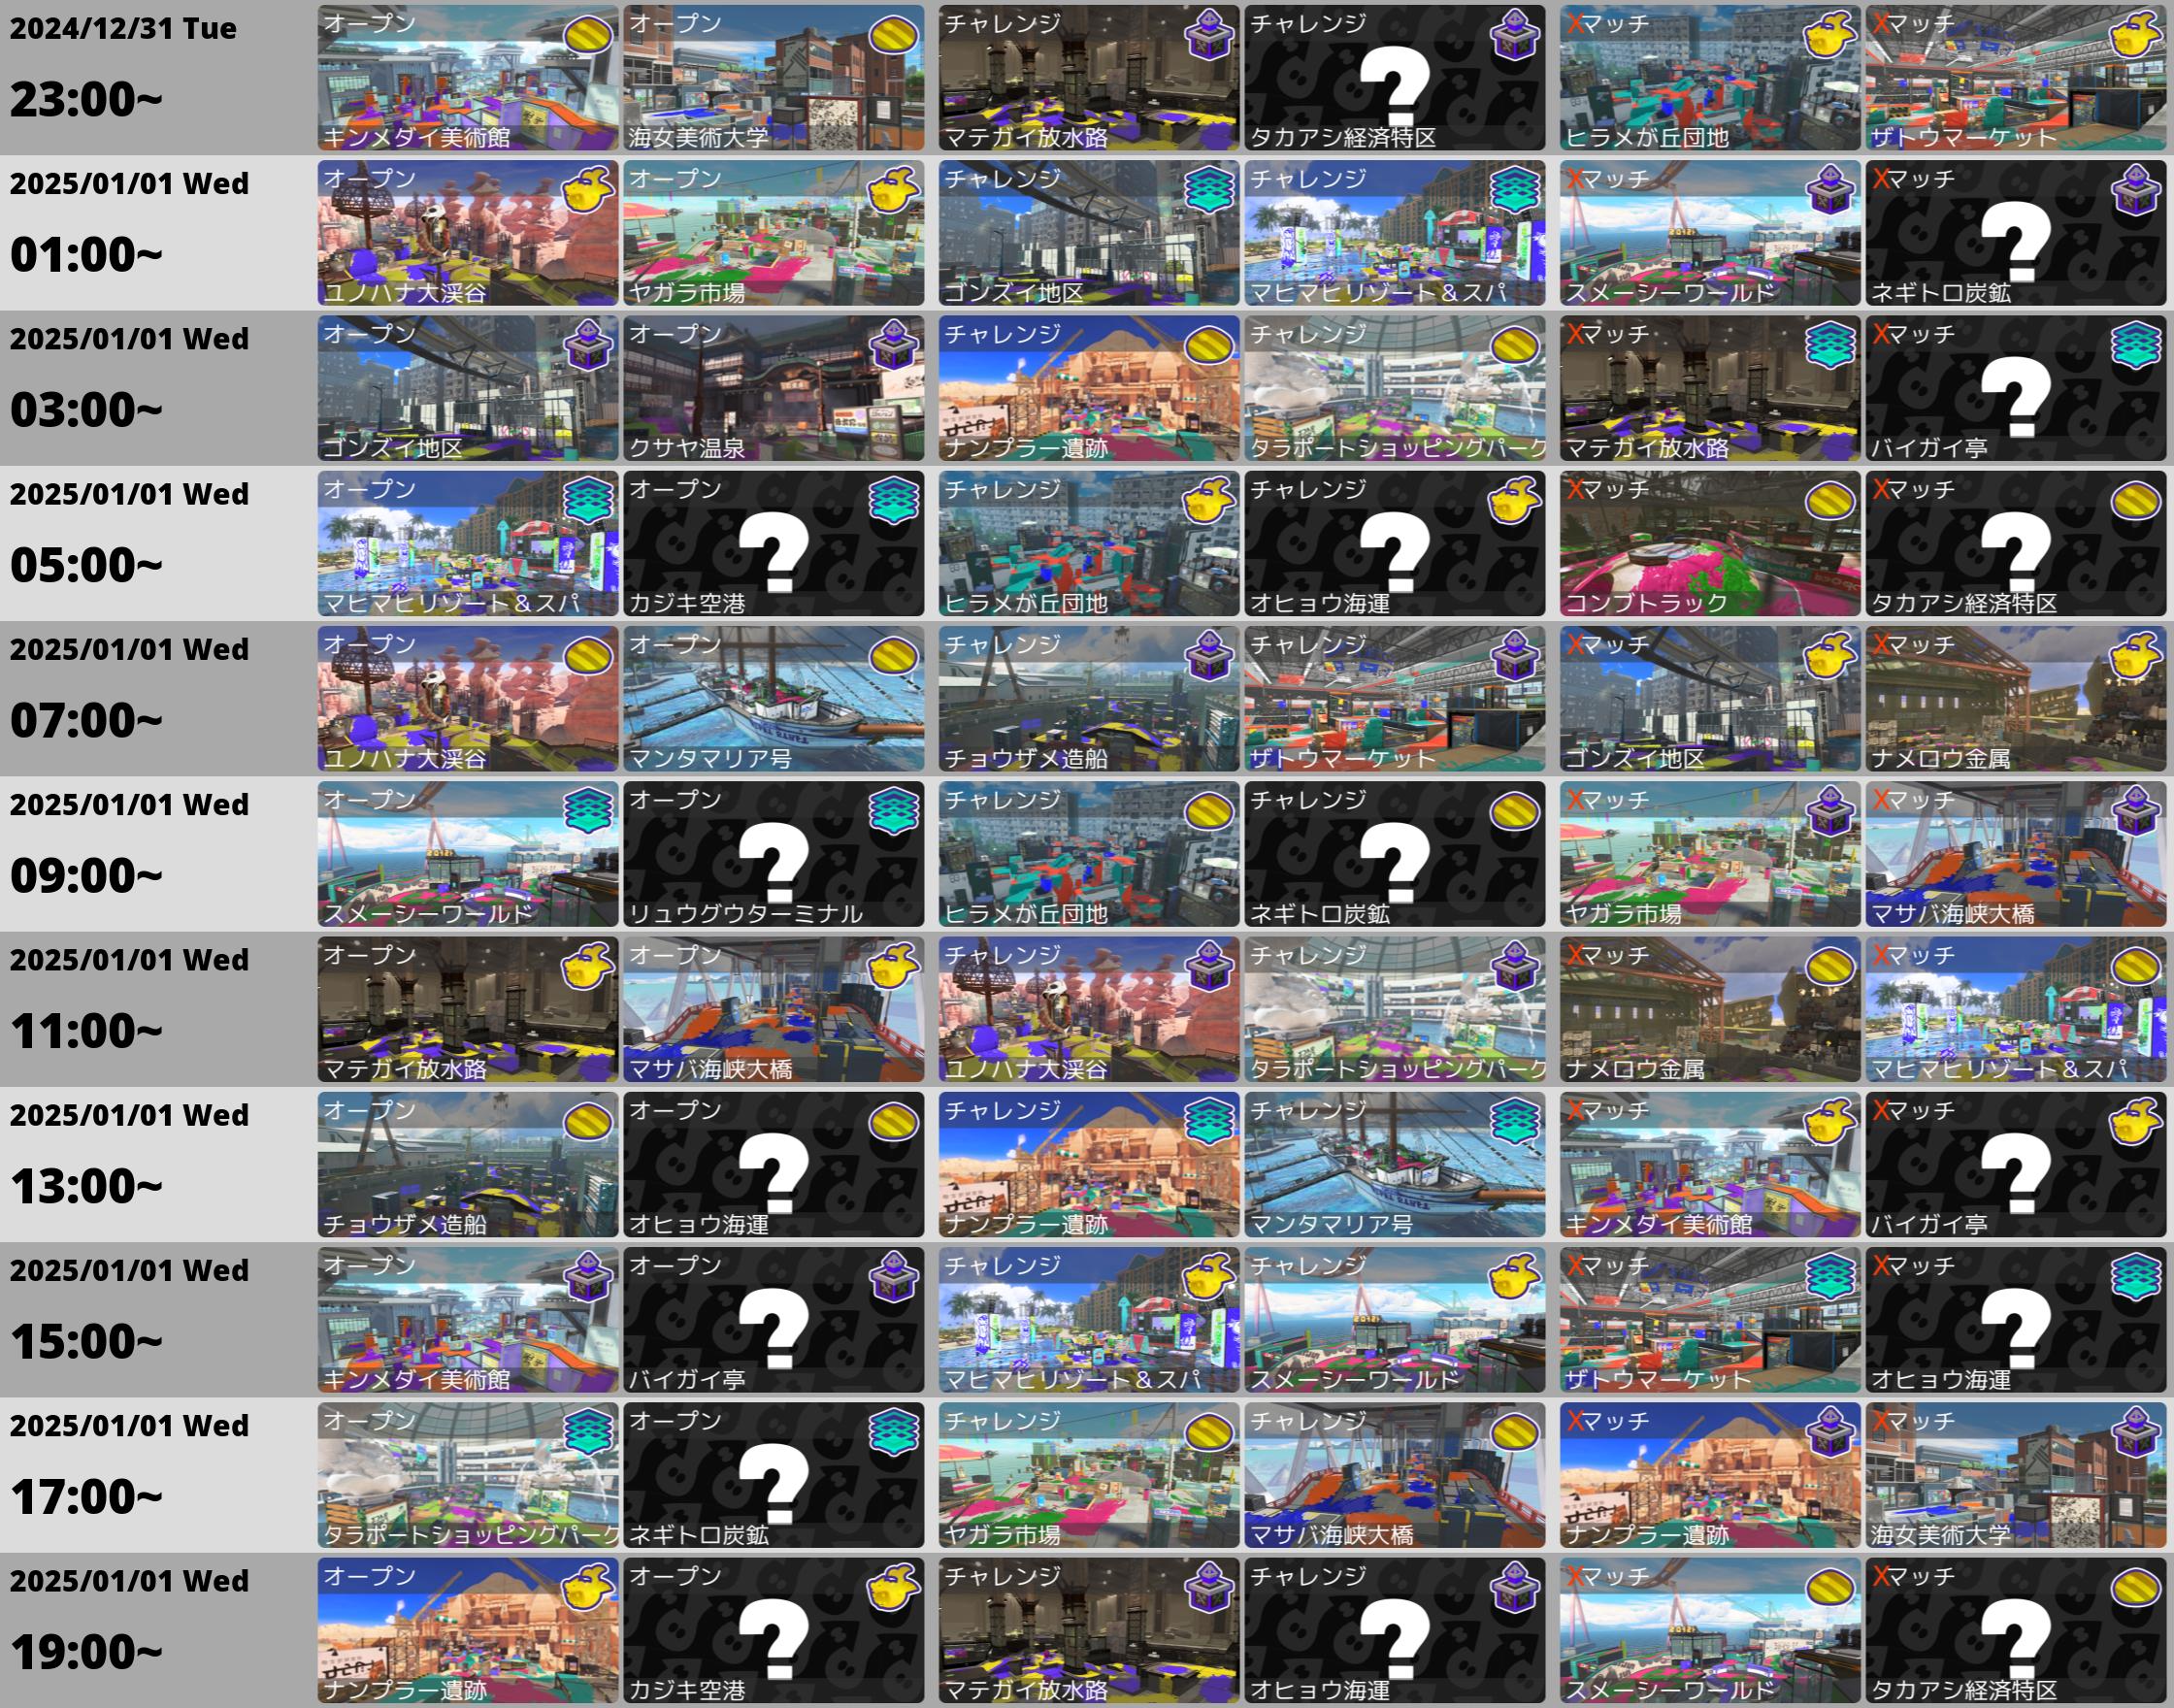 2024/12/31 Tue
23:00~
オープン
キンメダイ美術館
オープン
海女美術大学
チャレンジ
マテガイ放水路
チャレンジ
タカアシ経済特区
Xマッチ
ヒラメが丘団地
Xマッチ
ザトウマーケット
2025/01/01 Wed
01:00~
オープン
ユノハナ大渓谷
オープン
ヤガラ市場
チャレンジ
ゴンズイ地区
チャレンジ
マヒマヒリゾート＆スパ
Xマッチ
スメーシーワールド
Xマッチ
ネギトロ炭鉱
2025/01/01 Wed
03:00~
オープン
ゴンズイ地区
オープン
クサヤ温泉
チャレンジ
ナンプラー遺跡
チャレンジ
タラポートショッピングパーク
Xマッチ
マテガイ放水路
Xマッチ
バイガイ亭
2025/01/01 Wed
05:00~
オープン
マヒマヒリゾート＆スパ
オープン
カジキ空港
チャレンジ
ヒラメが丘団地
チャレンジ
オヒョウ海運
Xマッチ
コンブトラック
Xマッチ
タカアシ経済特区
2025/01/01 Wed
07:00~
オープン
ユノハナ大渓谷
オープン
マンタマリア号
チャレンジ
チョウザメ造船
チャレンジ
ザトウマーケット
Xマッチ
ゴンズイ地区
Xマッチ
ナメロウ金属
2025/01/01 Wed
09:00~
オープン
スメーシーワールド
オープン
リュウグウターミナル
チャレンジ
ヒラメが丘団地
チャレンジ
ネギトロ炭鉱
Xマッチ
ヤガラ市場
Xマッチ
マサバ海峡大橋
2025/01/01 Wed
11:00~
オープン
マテガイ放水路
オープン
マサバ海峡大橋
チャレンジ
ユノハナ大渓谷
チャレンジ
タラポートショッピングパーク
Xマッチ
ナメロウ金属
Xマッチ
マヒマヒリゾート＆スパ
2025/01/01 Wed
13:00~
オープン
チョウザメ造船
オープン
オヒョウ海運
チャレンジ
ナンプラー遺跡
チャレンジ
マンタマリア号
Xマッチ
キンメダイ美術館
Xマッチ
バイガイ亭
2025/01/01 Wed
15:00~
オープン
キンメダイ美術館
オープン
バイガイ亭
チャレンジ
マヒマヒリゾート＆スパ
チャレンジ
スメーシーワールド
Xマッチ
ザトウマーケット
Xマッチ
オヒョウ海運
2025/01/01 Wed
17:00~
オープン
タラポートショッピングパーク
オープン
ネギトロ炭鉱
チャレンジ
ヤガラ市場
チャレンジ
マサバ海峡大橋
Xマッチ
ナンプラー遺跡
Xマッチ
海女美術大学
2025/01/01 Wed
19:00~
オープン
ナンプラー遺跡
オープン
カジキ空港
チャレンジ
マテガイ放水路
チャレンジ
オヒョウ海運
Xマッチ
スメーシーワールド
Xマッチ
タカアシ経済特区